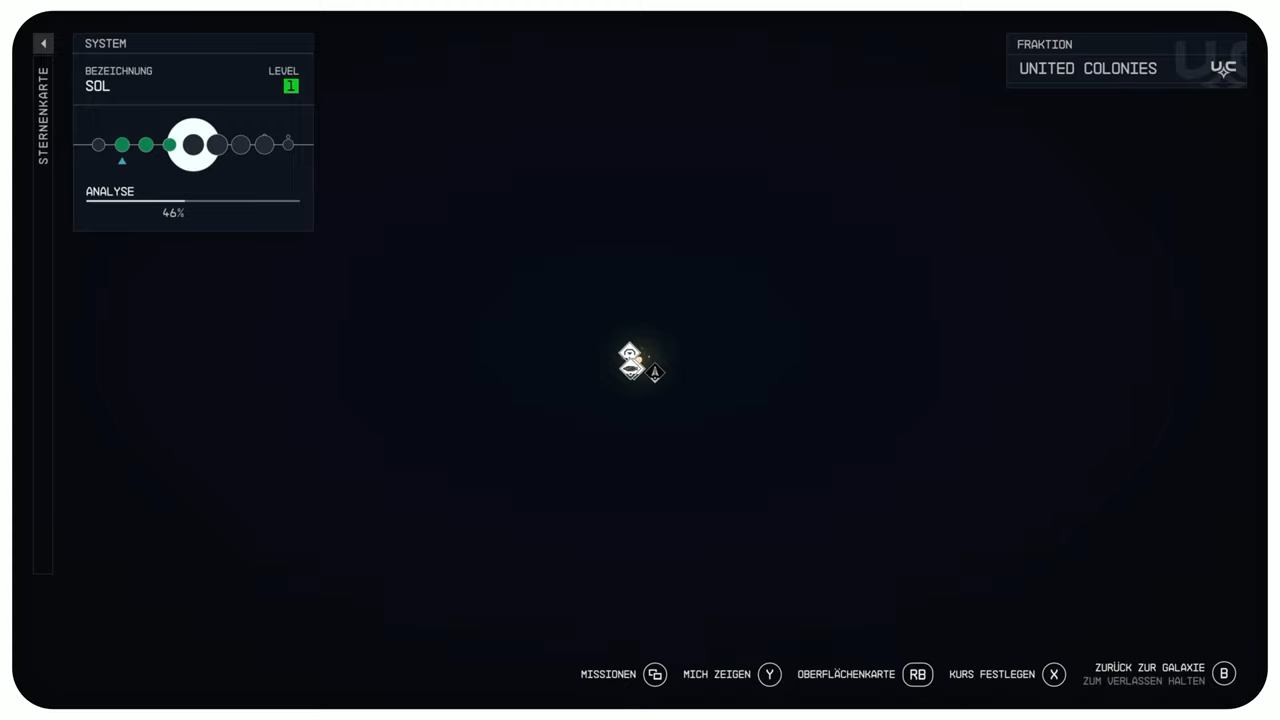 STERNENKARTE
SYSTEM
BEZEICHNUNG LEVEL
SOL 1
ANALYSE
46%
FRAKTION
UNITED COLONIES UC
MISSIONEN
MICH ZEIGEN Y
OBERFLÄCHENKARTE RB
KURS FESTLEGEN X
ZURÜCK ZUR GALAXIE B
ZUM VERLASSEN HALTEN